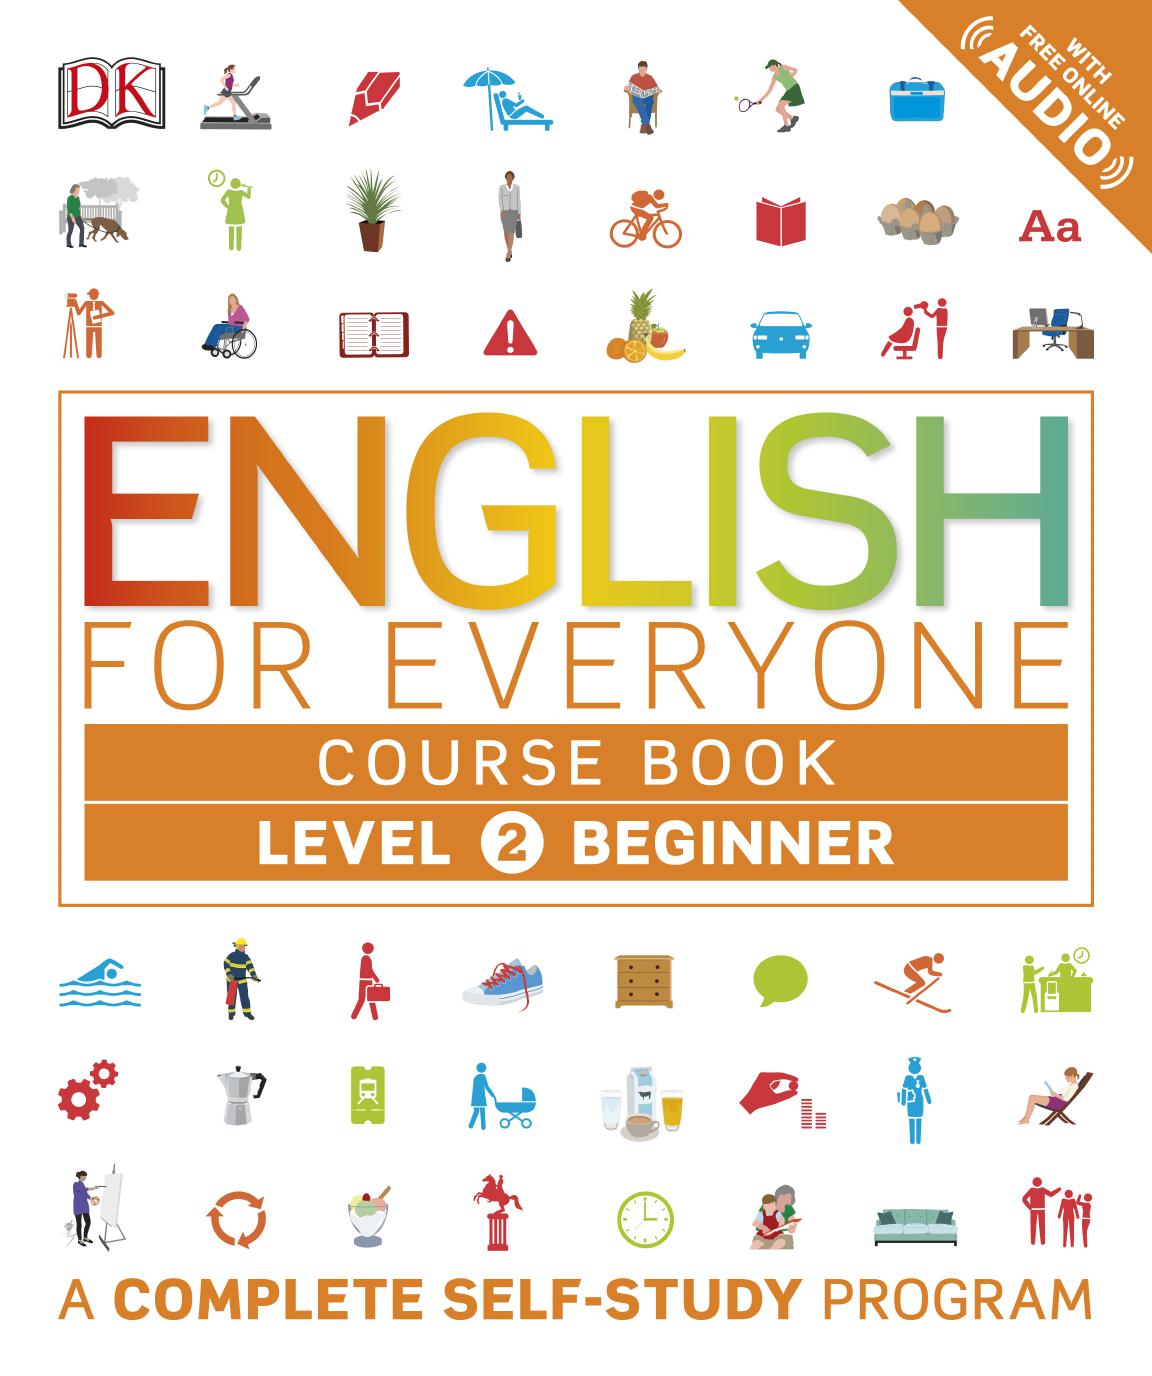 DK
WITH
FREE ONLINE
AUDIO
Aa
ENGLISH
FOR EVERYONE
COURSE BOOK
LEVEL 2 BEGINNER
A COMPLETE SELF-STUDY PROGRAM